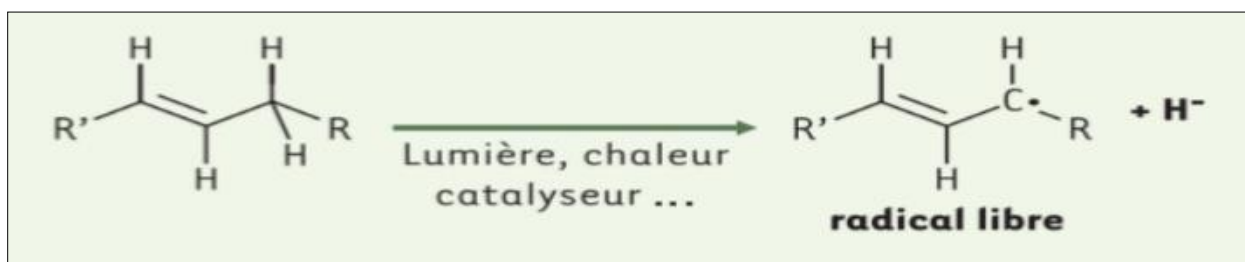 H H
R' R
H
H
Lumière, chaleur
catalyseur ...
H H
R' C• R
H
+ H⁻
radical libre